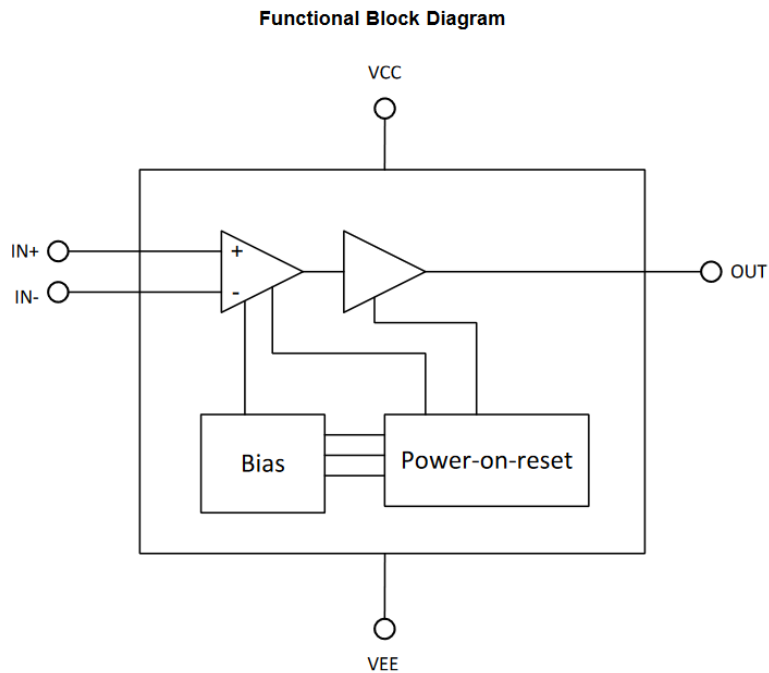 Functional Block Diagram
VCC
IN+
+
IN-
-
OUT
Bias
Power-on-reset
VEE